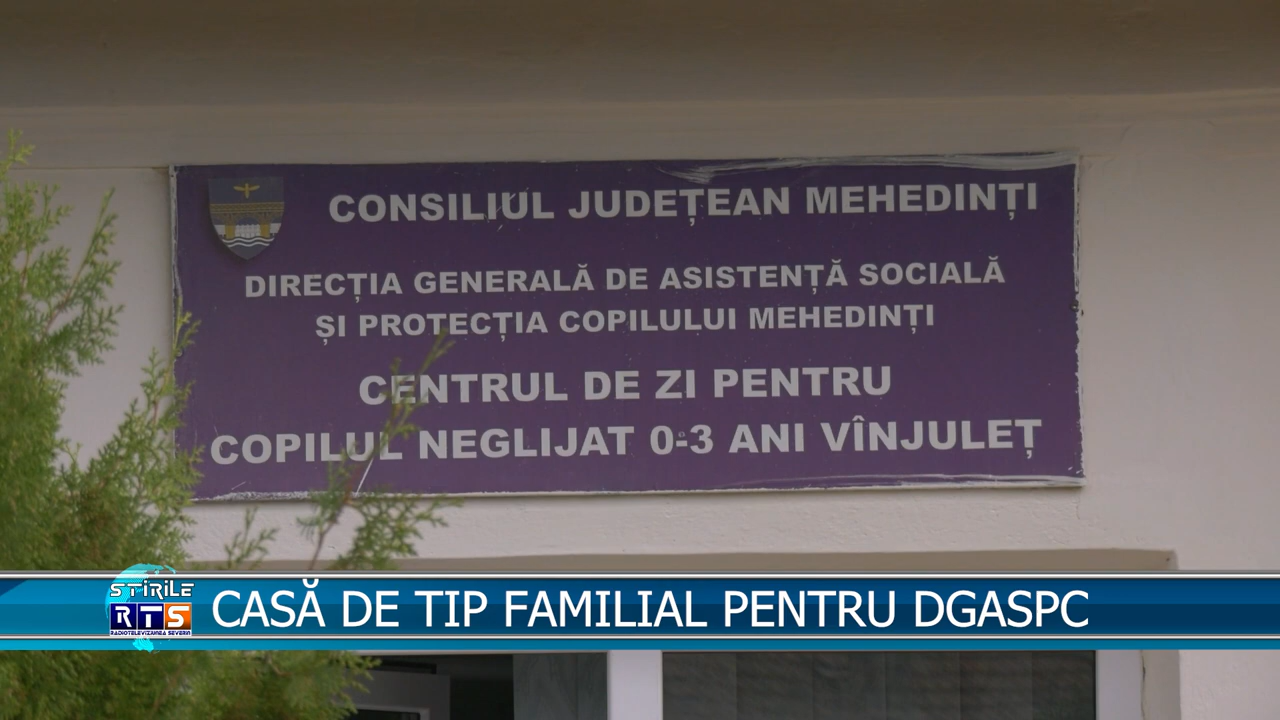 CONSILIUL JUDEȚEAN MEHEDINȚI
DIRECȚIA GENERALĂ DE ASISTENȚĂ SOCIALĂ
ȘI PROTECȚIA COPILULUI MEHEDINȚI
CENTRUL DE ZI PENTRU
COPILUL NEGLIJAT 0-3 ANI VÎNJULEȚ
STIRILE
RTS
RADIOTELEVIZIUNEA SEVERIN
CASĂ DE TIP FAMILIAL PENTRU DGASPC